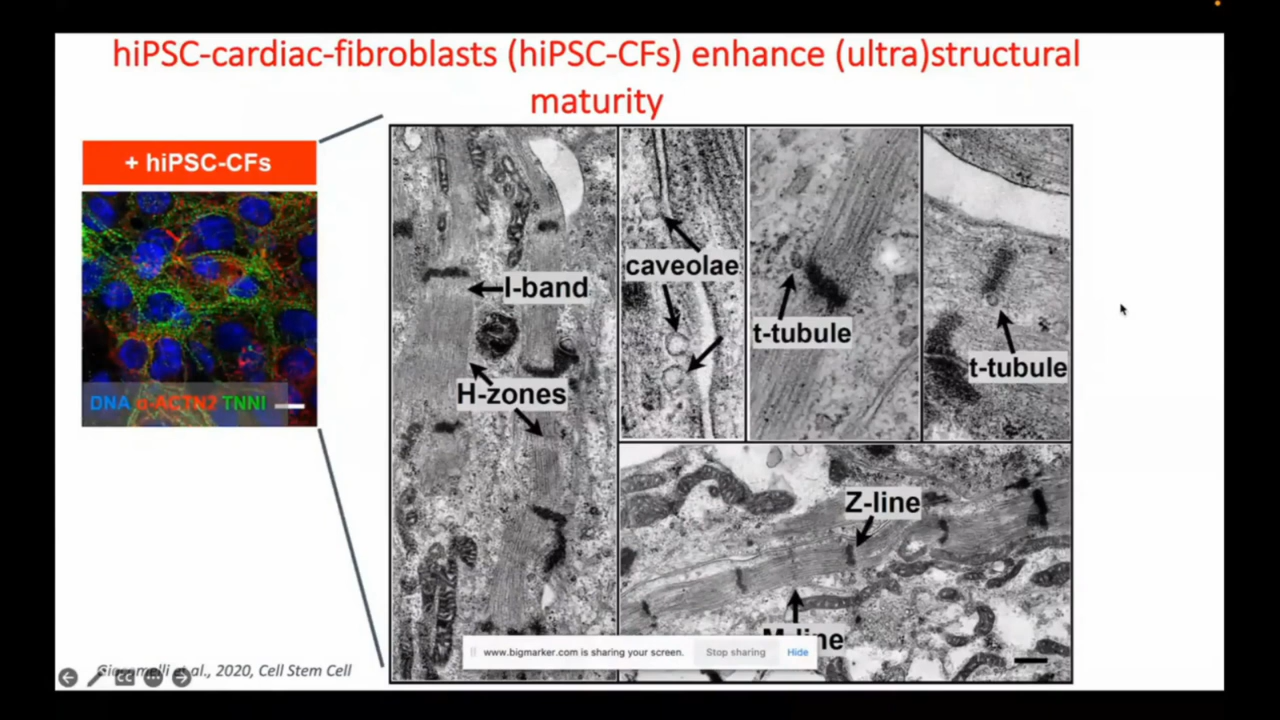 hiPSC-cardiac-fibroblasts (hiPSC-CFs) enhance (ultra)structural
maturity
+ hiPSC-CFs
DNA α-ACTN2 TNNI
I-band
H-zones
caveolae
t-tubule
t-tubule
Z-line
M-line
www.bigmarker.com is sharing your screen.
Stop sharing
Hide
et al., 2020, Cell Stem Cell